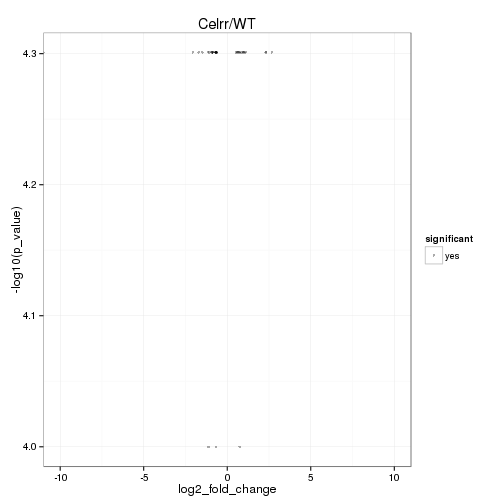 Celrr/WT
4.3
4.2
4.1
4.0
-log10(p_value)
-10
-5
0
5
10
log2_fold_change
significant
yes